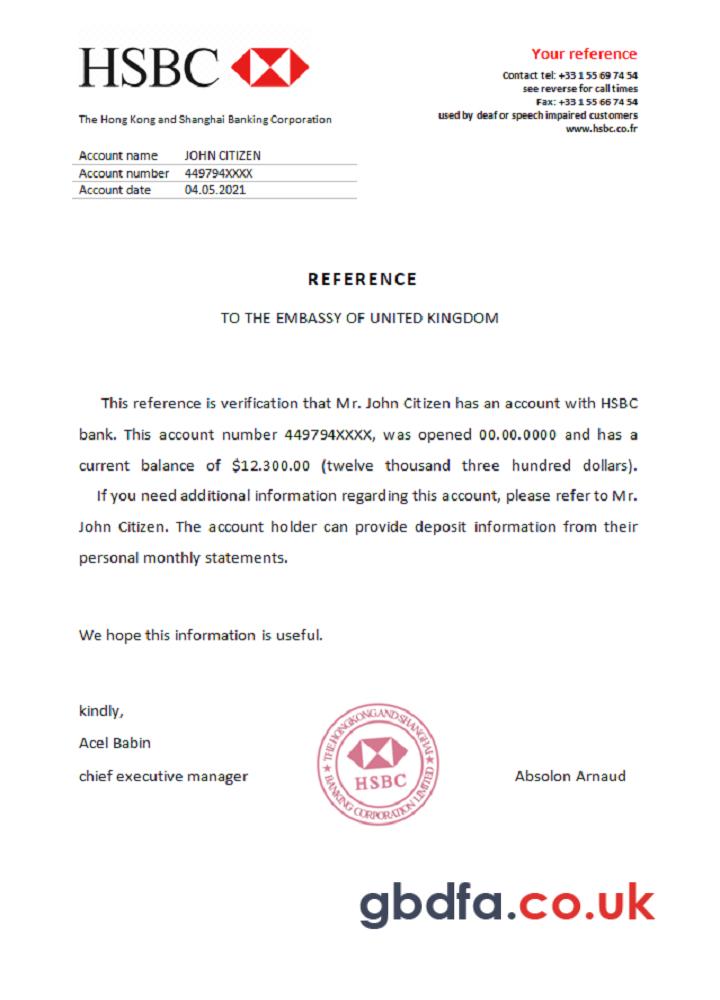 HSBC
Your reference
Contact tel: +33 1 55 69 74 54
see reverse for call times
Fax: +33 1 55 66 74 54
used by deaf or speech impaired customers
www.hsbc.co.fr
The Hong Kong and Shanghai Banking Corporation
Account name JOHN CITIZEN
Account number 449794XXXX
Account date 04.05.2021
REFERENCE
TO THE EMBASSY OF UNITED KINGDOM
This reference is verification that Mr. John Citizen has an account with HSBC
bank. This account number 449794XXXX, was opened 00.00.0000 and has a
current balance of $12.300.00 (twelve thousand three hundred dollars).
If you need additional information regarding this account, please refer to Mr.
John Citizen. The account holder can provide deposit information from their
personal monthly statements.
We hope this information is useful.
kindly,
Acel Babin
chief executive manager
THE HONGKONG AND SHANGHAI
HSBC
BANKING CORPORATION LIMITED
Absolon Arnaud
gbdfa.co.uk